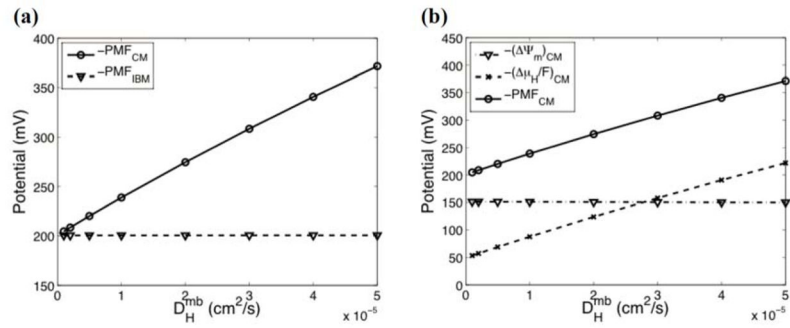 (a)
400
350
300
250
200
150
Potential (mV)
−PMF_CM
−PMF_IBM
0 1 2 3 4 5
D_H^mb (cm²/s)
x 10⁻⁵
(b)
450
400
350
300
250
200
150
100
50
0
Potential (mV)
−(ΔΨ_m)_CM
−(Δμ_H/F)_CM
−PMF_CM
0 1 2 3 4 5
D_H^mb (cm²/s)
x 10⁻⁵